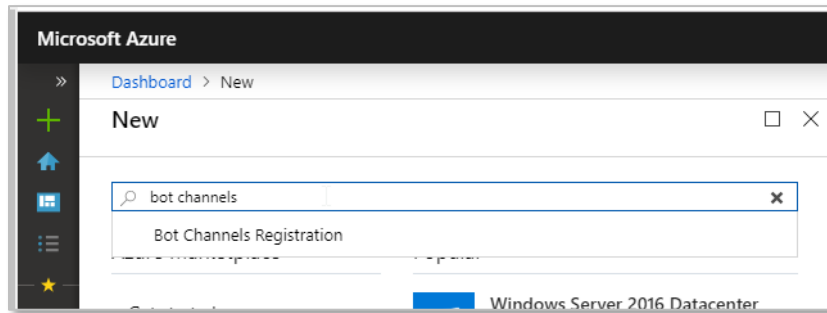 Microsoft Azure
Dashboard > New
New
bot channels
Bot Channels Registration
Windows Server 2016 Datacenter